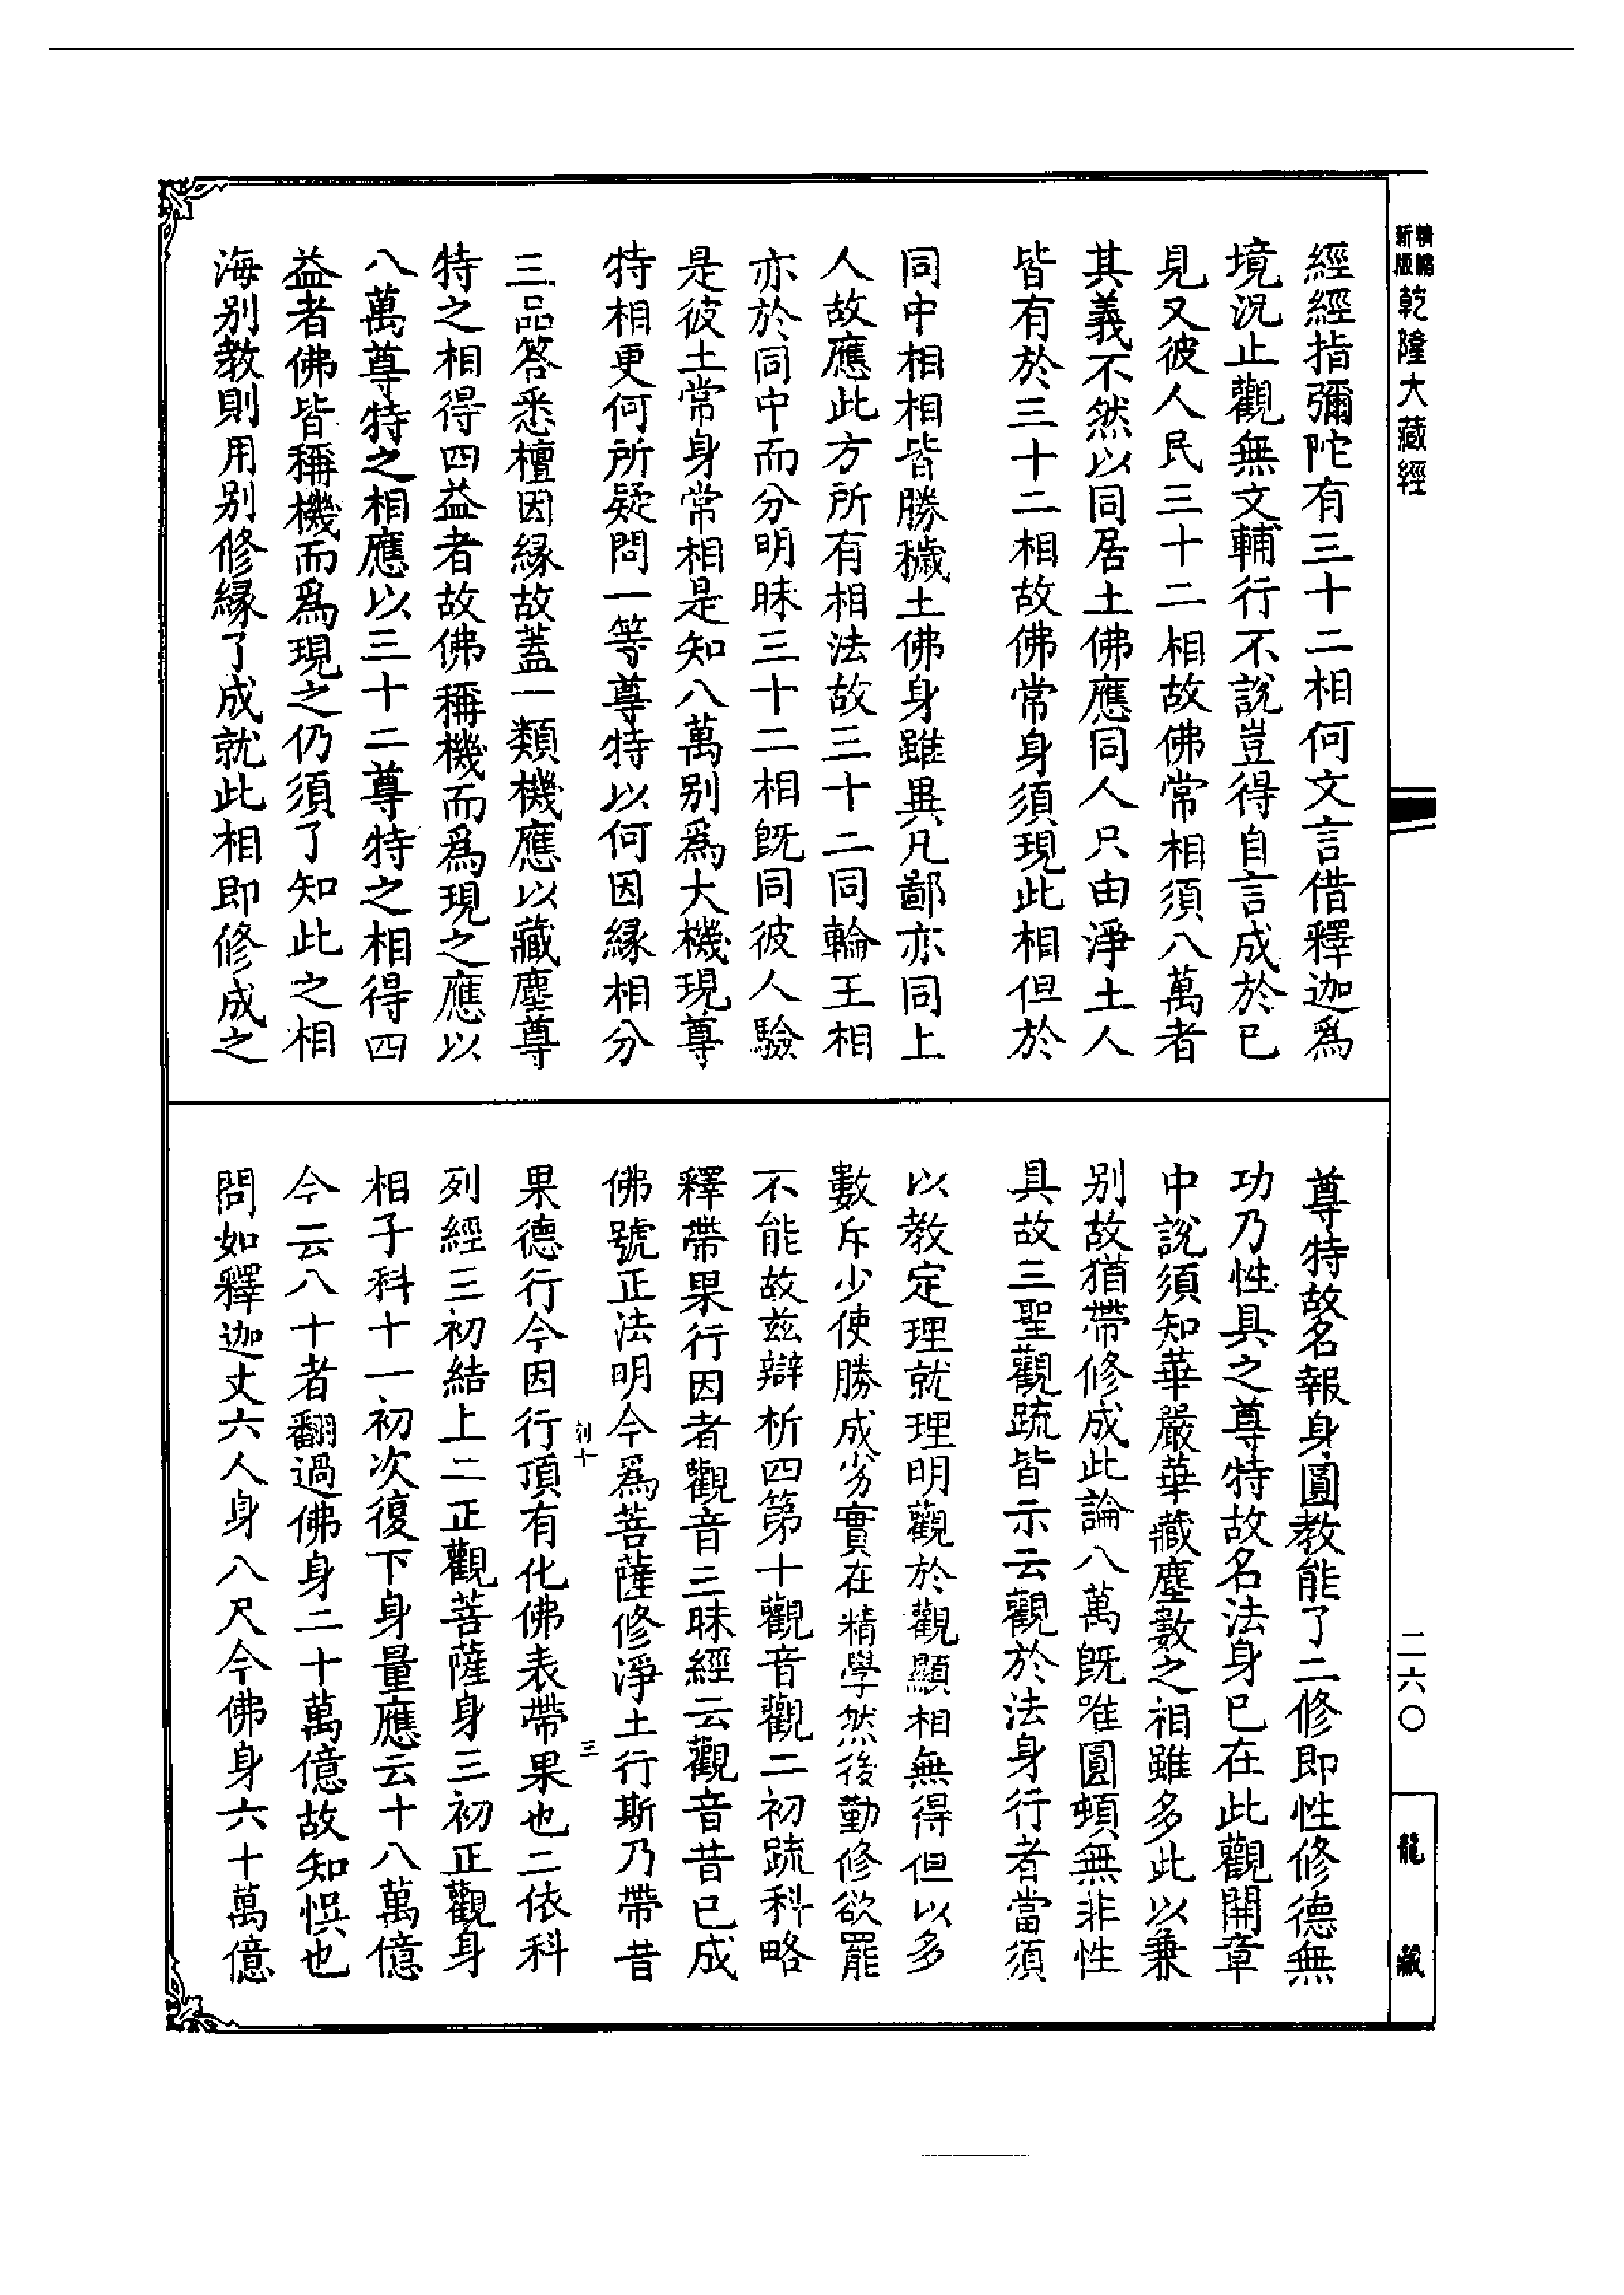 精縮
新版
乾隆大藏經
二六〇
龍藏
經經指彌陀有三十二相何文言借釋迦爲
境況止觀無文輔行不說豈得自言成於已
見又彼人民三十二相故佛常相須八萬者
其義不然以同居土佛應同人只由淨土人
皆有於三十二相故佛常身須現此相但於
同中相相皆勝穢土佛身雖異凡鄙亦同上
人故應此方所有相法故三十二同輪王相
亦於同中而分明昧三十二相旣同彼人驗
是彼土常身常相是知八萬别爲大機現尊
特相更何所疑問一等尊特以何因緣相分
三品答悉檀因緣故蓋一類機應以藏塵尊
特之相得四益者故佛稱機而爲現之應以
八萬尊特之相應以三十二尊特之相得四
益者佛皆稱機而爲現之仍須了知此之相
海别教則用别修緣了成就此相即修成之
尊特故名報身圓教能了二修即性修德無
功乃性具之尊特故名法身已在此觀開章
中說須知華嚴華藏塵數之相雖多此以兼
别故猶帶修成此論八萬旣唯圓頓無非性
具故三聖觀䟽皆示云觀於法身行者當須
以教定理就理明觀於觀顯相無得但以多
數斥少使勝成劣實在精學然後勤修欲罷
不能故茲辯析四第十觀音觀二初䟽科略
釋帶果行因者觀音三昧經云觀音昔已成
佛號正法明今爲菩薩修淨土行斯乃帶昔
果德行今因行頂有化佛表帶果也二依科
列經三初結上二正觀菩薩身三初正觀身
相子科十一初次復下身量應云十八萬億
今云八十者翻過佛身二十萬億故知悞也
問如釋迦丈六人身八尺今佛身六十萬億
十
三